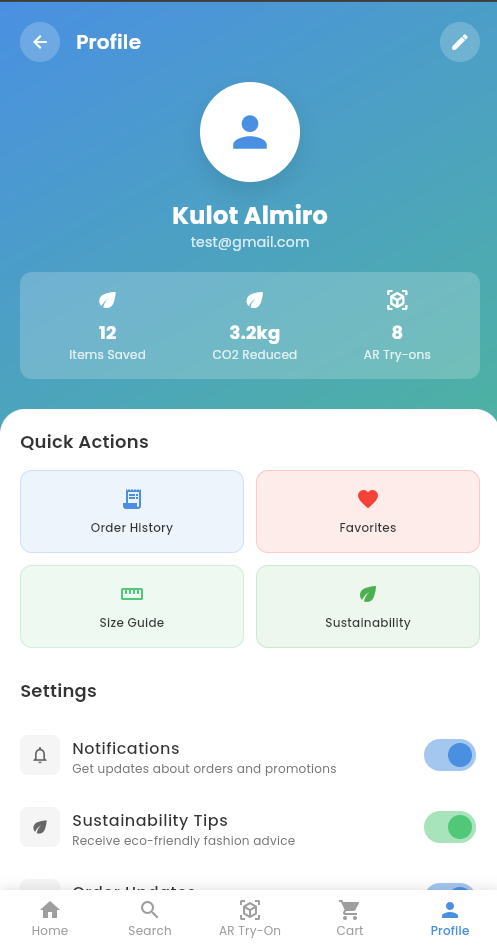 Profile
Kulot Almiro
test@gmail.com
12 3.2kg 8
Items Saved CO2 Reduced AR Try-ons
Quick Actions
Order History Favorites
Size Guide Sustainability
Settings
Notifications
Get updates about orders and promotions
Sustainability Tips
Receive eco-friendly fashion advice
Order Updates
Home Search AR Try-On Cart Profile